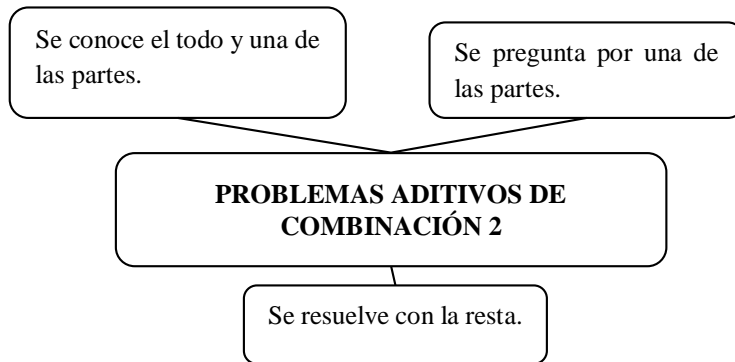 Se conoce el todo y una de
las partes.
Se pregunta por una de
las partes.
PROBLEMAS ADITIVOS DE
COMBINACIÓN 2
Se resuelve con la resta.